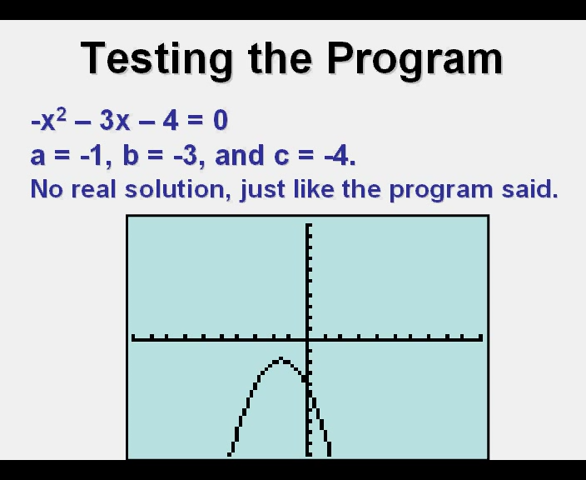 Testing the Program
-x² – 3x – 4 = 0
a = -1, b = -3, and c = -4.
No real solution, just like the program said.